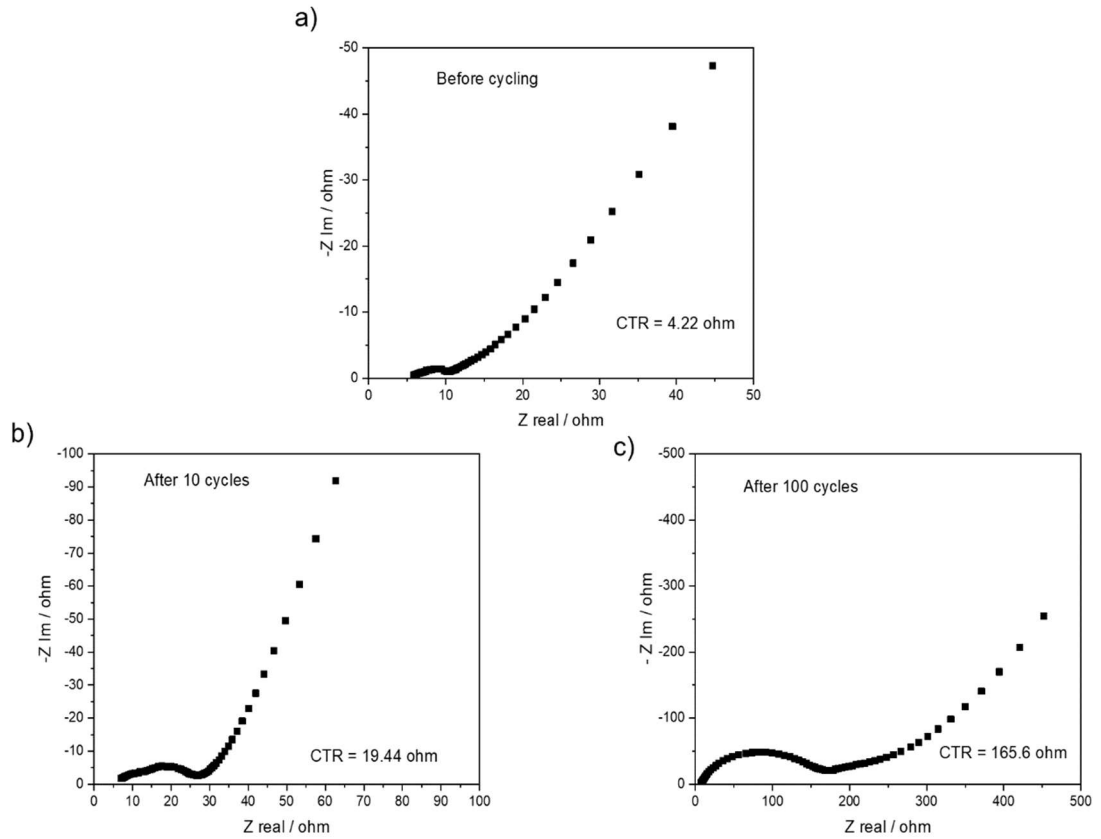 a)
-50
-40
-30
-20
-10
0
-Z Im / ohm
Before cycling
CTR = 4.22 ohm
0 10 20 30 40 50
Z real / ohm
b)
-100
-90
-80
-70
-60
-50
-40
-30
-20
-10
0
-Z Im / ohm
After 10 cycles
CTR = 19.44 ohm
0 10 20 30 40 50 60 70 80 90 100
Z real / ohm
c)
-500
-400
-300
-200
-100
0
- Z Im / ohm
After 100 cycles
CTR = 165.6 ohm
0 100 200 300 400 500
Z real / ohm